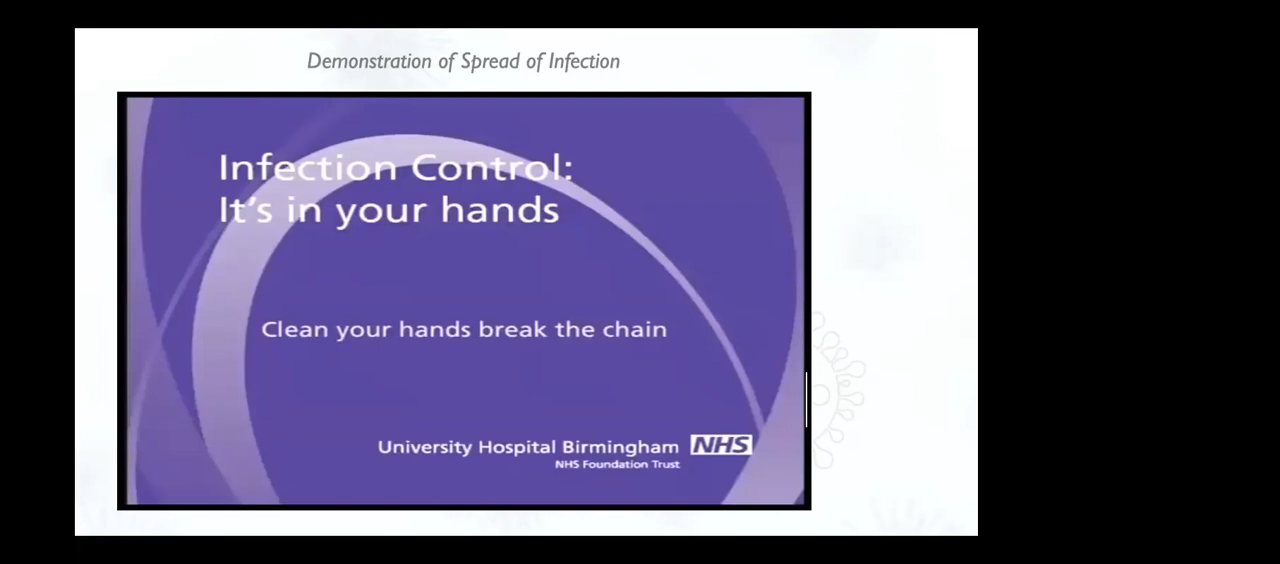 Demonstration of Spread of Infection
Infection Control:
It's in your hands
Clean your hands break the chain
University Hospital Birmingham NHS
NHS Foundation Trust